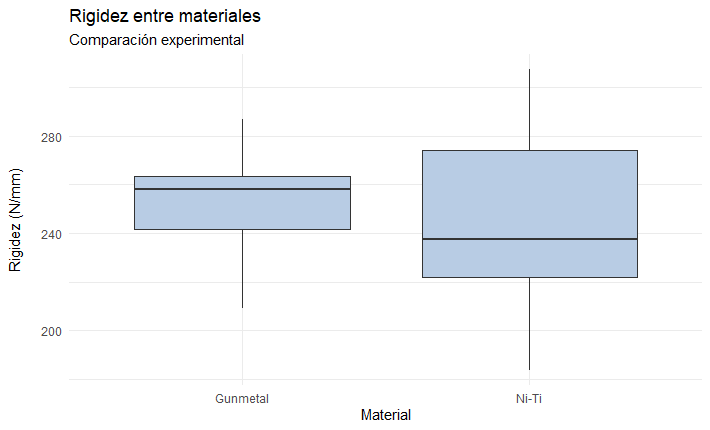 Rigidez entre materiales
Comparación experimental
Rigidez (N/mm)
280
240
200
Gunmetal
Ni-Ti
Material